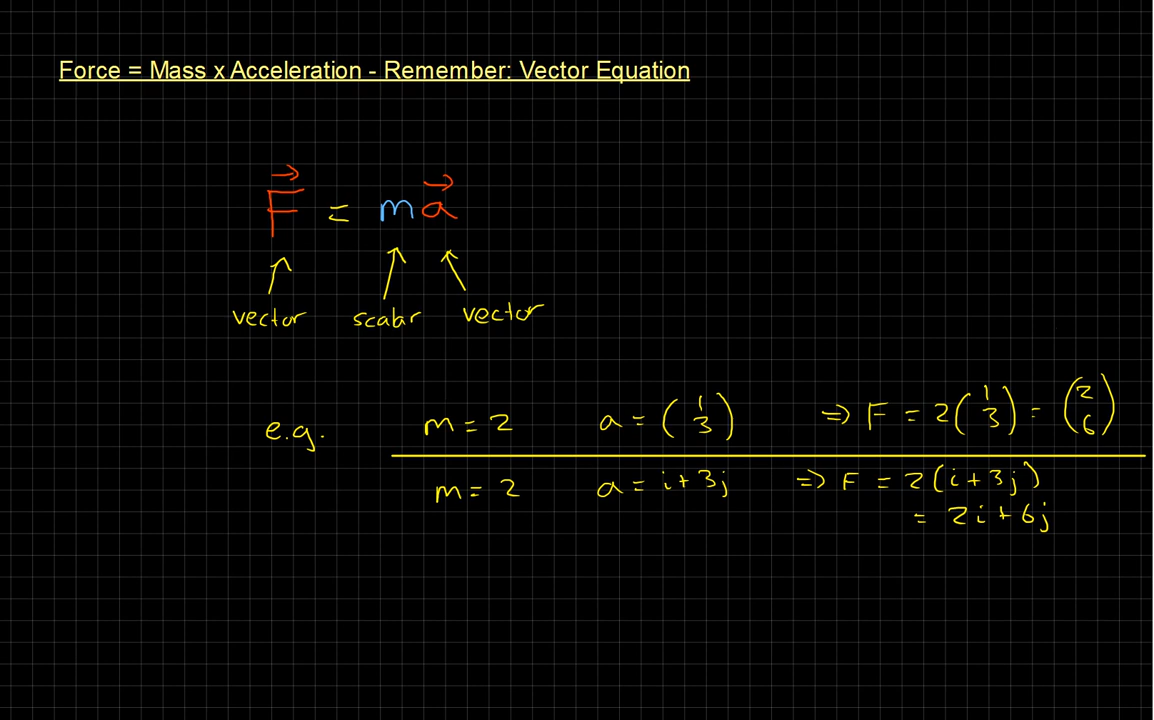 Force = Mass x Acceleration - Remember: Vector Equation
F⃗ = m a⃗
vector scalar vector
e.g. m = 2 a = (1 3) ⇒ F = 2 (1 3) = (2 6)
m = 2 a = i + 3j ⇒ F = 2 (i + 3j)
= 2i + 6j